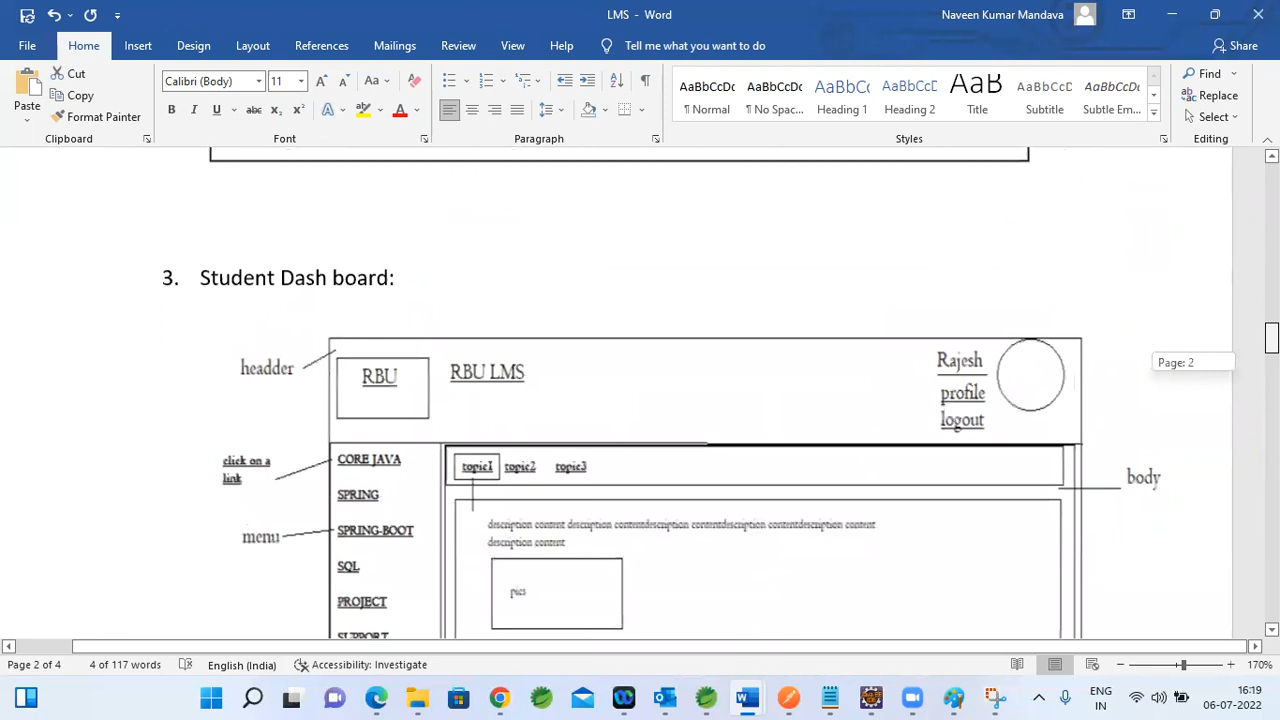 LMS - Word
Naveen Kumar Mandava
File Home Insert Design Layout References Mailings Review View Help Tell me what you want to do Share
Paste
Cut
Copy
Format Painter
Clipboard
Calibri (Body) 11
Font
Paragraph
AaBbCcDc AaBbCcDc AaBbCc AaBbCcD AaB AaBbCcD AaBbCcDc
¶ Normal ¶ No Spac... Heading 1 Heading 2 Title Subtitle Subtle Em...
Styles
Find
Replace
Select
Editing
3. Student Dash board:
Page: 2
headder
RBU
RBU LMS
Rajesh
profile
logout
click on a
link
menu
CORE JAVA
SPRING
SPRING-BOOT
SQL
PROJECT
SUPPORT
topic1 topic2 topic3
body
description content description contentdescription contentdescription contentdescription content
description content
pics
Page 2 of 4 4 of 117 words English (India) Accessibility: Investigate 170%
ENG
IN
16:19
06-07-2022